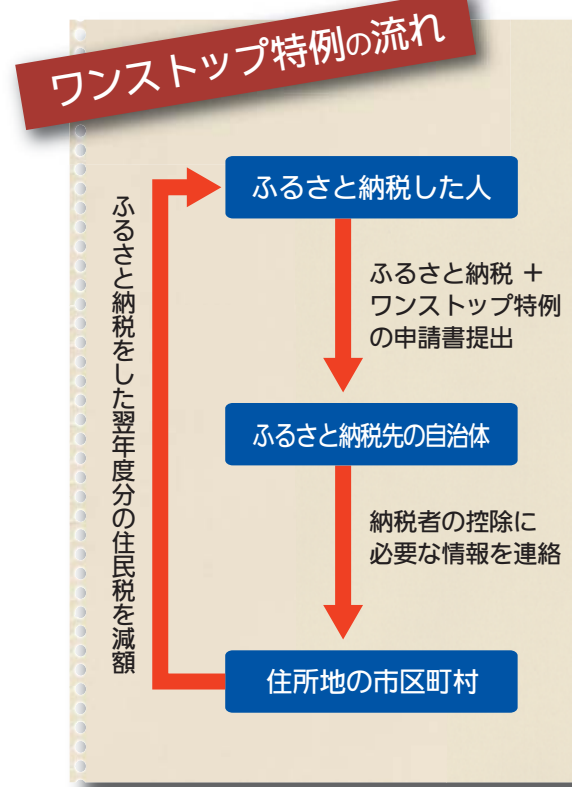 ワンストップ特例の流れ
ふるさと納税した人
ふるさと納税 ＋
ワンストップ特例
の申請書提出
ふるさと納税先の自治体
納税者の控除に
必要な情報を連絡
住所地の市区町村
ふるさと納税をした翌年度分の住民税を減額